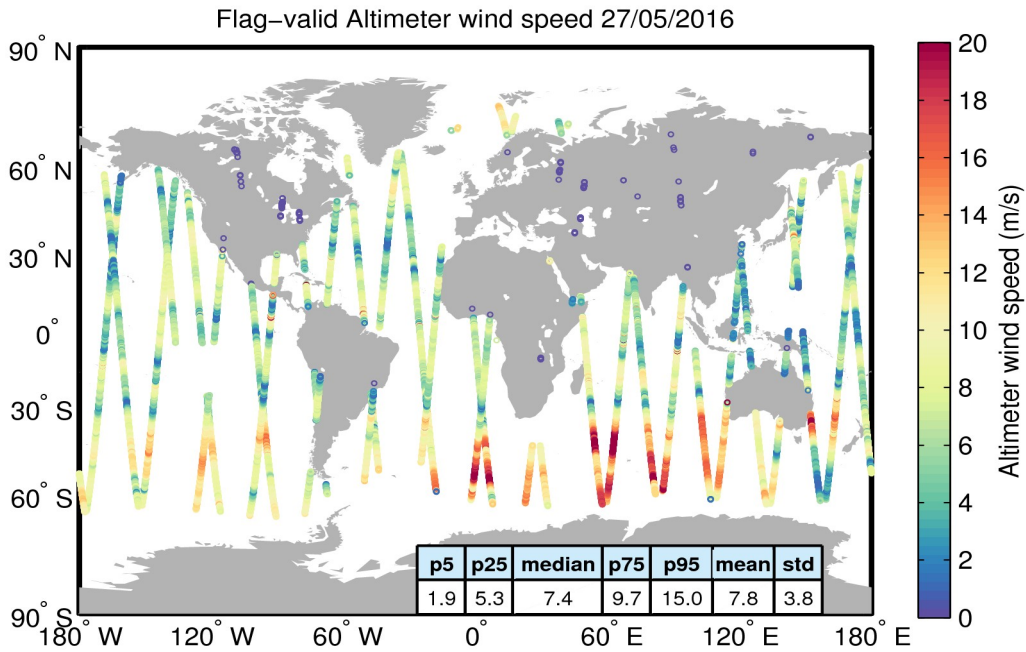 Flag−valid Altimeter wind speed 27/05/2016
90° N
60° N
30° N
0°
30° S
60° S
90° S
180° W
120° W
60° W
0°
60° E
120° E
180° E
p5 p25 median p75 p95 mean std
1.9 5.3 7.4 9.7 15.0 7.8 3.8
20
18
16
14
12
10
8
6
4
2
0
Altimeter wind speed (m/s)